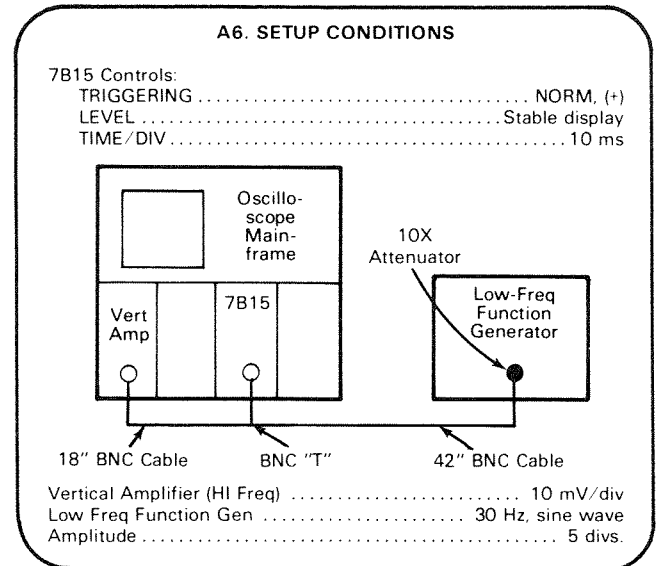 A6. SETUP CONDITIONS
7B15 Controls:
TRIGGERING . . . . . . . . . . . . . . . . . . . . . . . . . . . . . . . . . . NORM, (+)
LEVEL . . . . . . . . . . . . . . . . . . . . . . . . . . . . . . . . . . . Stable display
TIME/DIV . . . . . . . . . . . . . . . . . . . . . . . . . . . . . . . . . . . . . . . . 10 ms
Oscillo-
scope
Main-
frame
10X
Attenuator
Vert
Amp
7B15
Low-Freq
Function
Generator
18" BNC Cable
BNC "T"
42" BNC Cable
Vertical Amplifier (HI Freq) . . . . . . . . . . . . . . . . . . . . . . . 10 mV/div
Low Freq Function Gen . . . . . . . . . . . . . . . . . . . . 30 Hz, sine wave
Amplitude . . . . . . . . . . . . . . . . . . . . . . . . . . . . . . . . . . . . . . . . . . 5 divs.